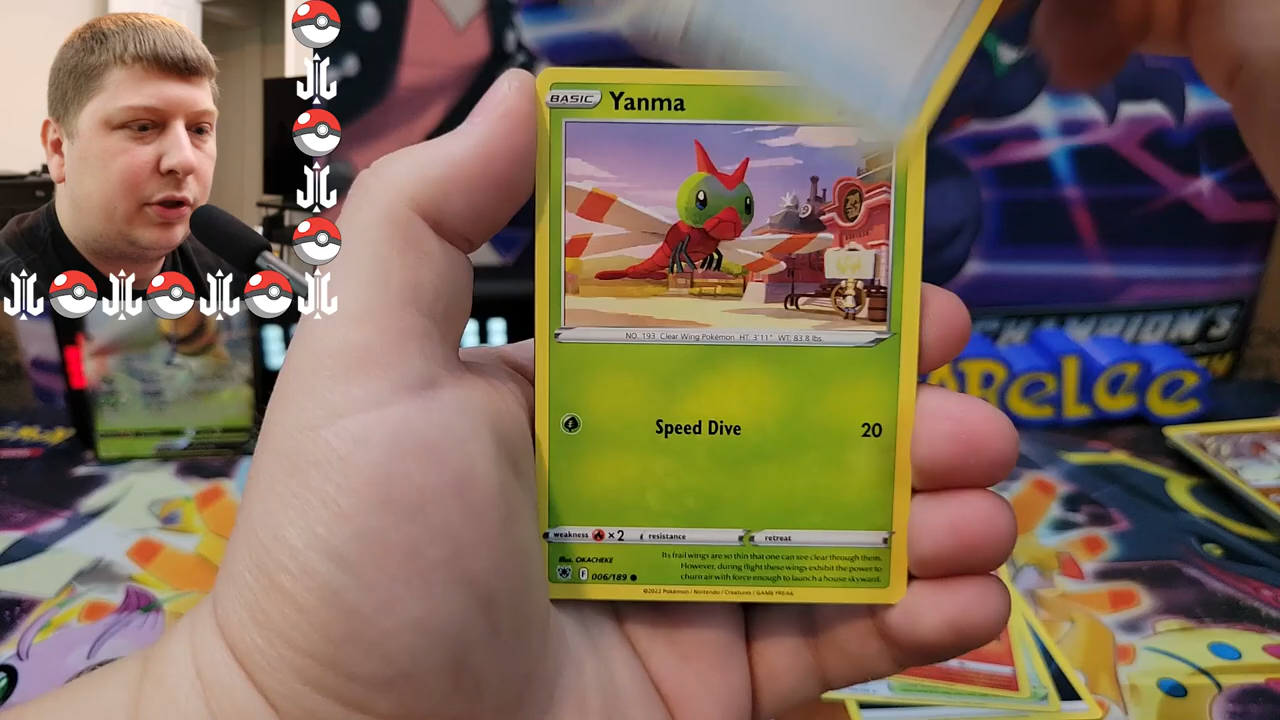 BASIC Yanma
NO. 193 Clear Wing Pokémon HT. 3'11" WT. 83.8 lbs.
Speed Dive 20
weakness ×2 resistance retreat
Illus. OKACHEKE
Its frail wings are so thin that one can see clear through them.
However, during flight these wings exhibit the power to
churn air with force enough to launch a house skyward.
F 006/189
©2022 Pokémon / Nintendo / Creatures / GAME FREAK
CHAMPION'S